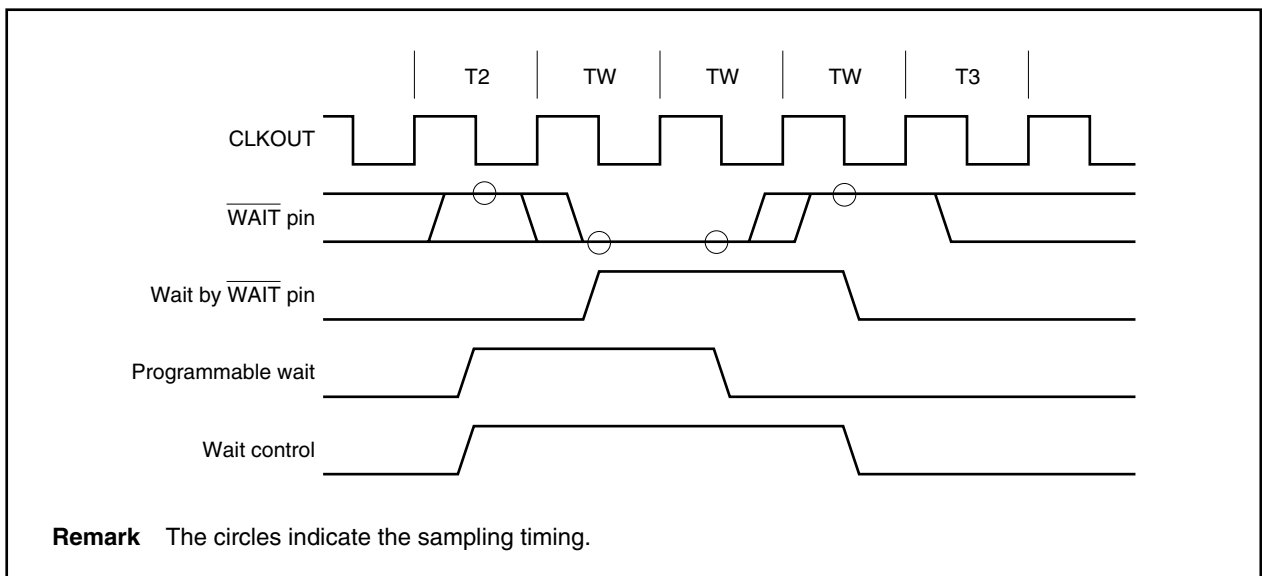 T2 TW TW TW T3
CLKOUT
WAIT pin
Wait by WAIT pin
Programmable wait
Wait control
Remark The circles indicate the sampling timing.